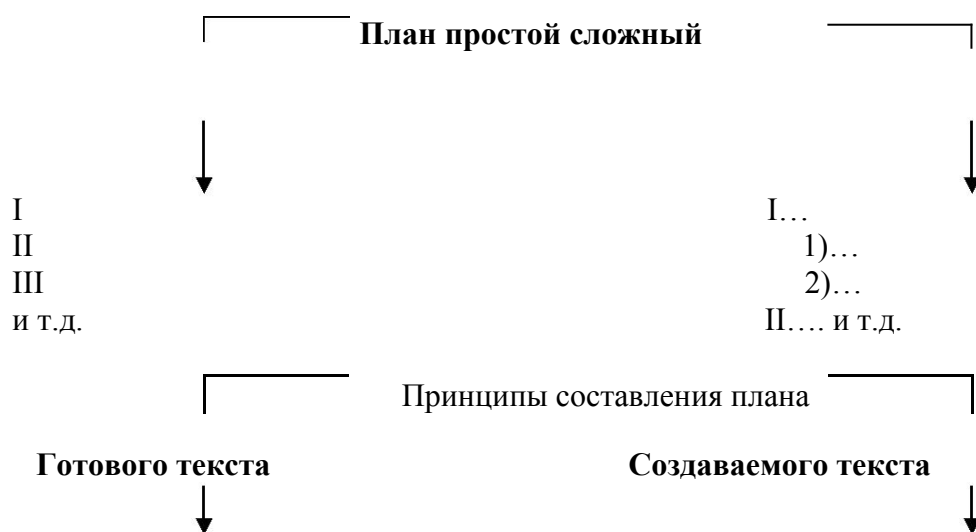 План простой сложный
I I…
II 1)…
III 2)…
и т.д. II…. и т.д.
Принципы составления плана
Готового текста Создаваемого текста